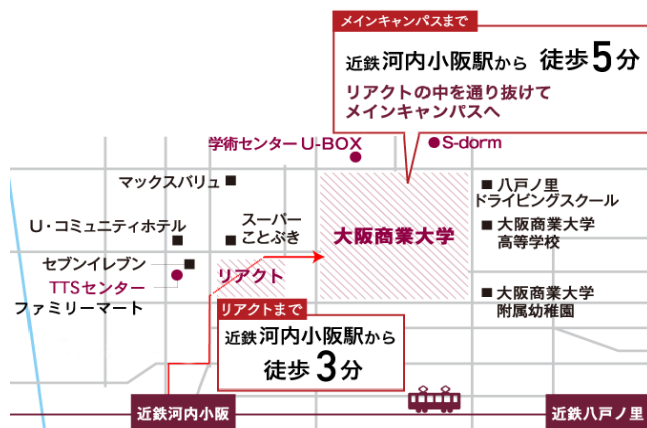 メインキャンパスまで
近鉄 河内小阪駅から 徒歩5分
リアクトの中を通り抜けて
メインキャンパスへ
学術センター U-BOX
S-dorm
マックスバリュ
八戸ノ里
ドライビングスクール
U・コミュニティホテル
スーパー
ことぶき
大阪商業大学
大阪商業大学
高等学校
セブンイレブン
リアクト
TTSセンター
ファミリーマート
大阪商業大学
附属幼稚園
リアクトまで
近鉄 河内小阪駅から
徒歩 3分
近鉄河内小阪
近鉄八戸ノ里